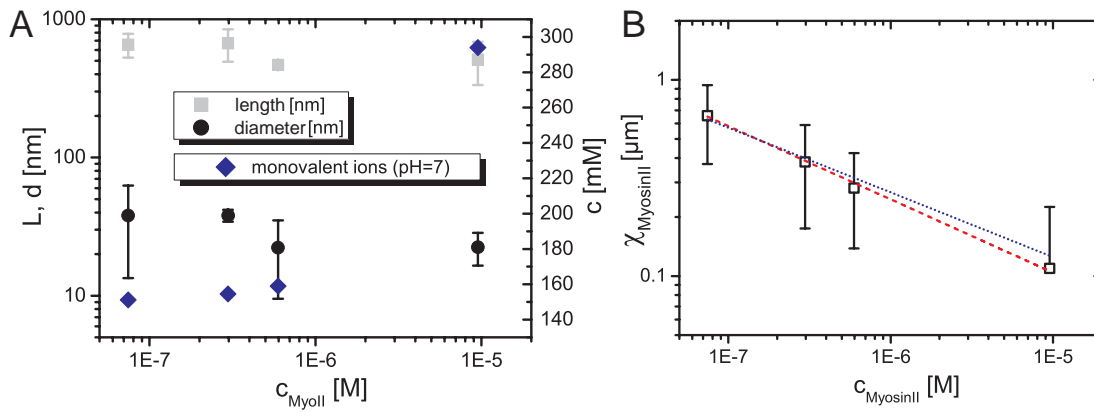 A
1000
100
10
L, d [nm]
length [nm]
diameter [nm]
monovalent ions (pH=7)
300
280
260
240
220
200
180
160
140
c [mM]
1E-7
1E-6
1E-5
c_MyoII [M]
B
1
0.1
χ_MyosinII [μm]
1E-7
1E-6
1E-5
c_MyosinII [M]